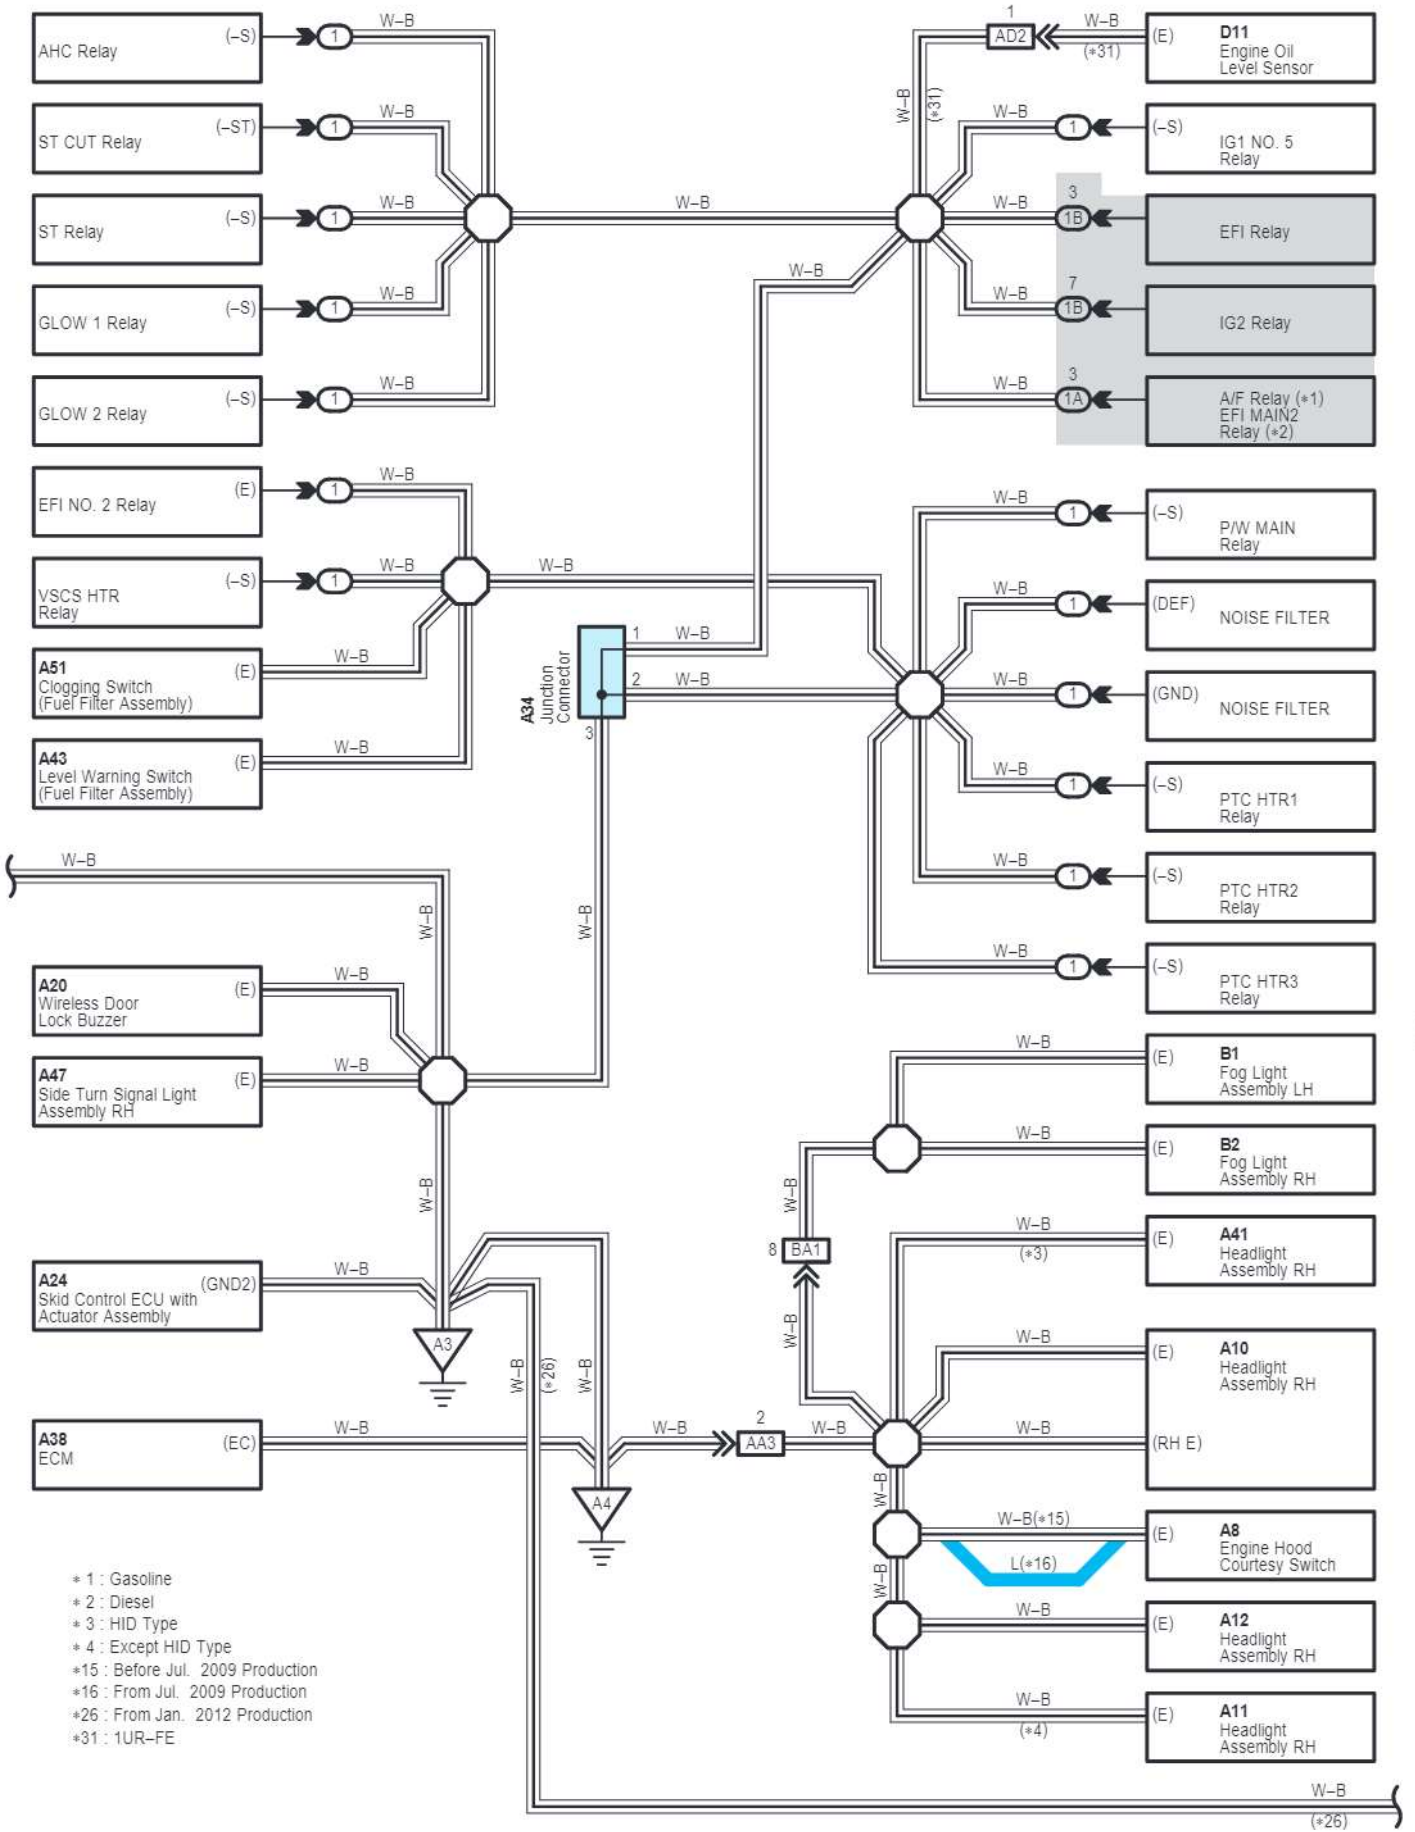 AHC Relay
(–S)
1
W–B
ST CUT Relay
(–ST)
1
W–B
ST Relay
(–S)
1
W–B
GLOW 1 Relay
(–S)
1
W–B
GLOW 2 Relay
(–S)
1
W–B
EFI NO. 2 Relay
(E)
1
W–B
VSCS HTR
Relay
(–S)
1
W–B
A51
Clogging Switch
(Fuel Filter Assembly)
(E)
W–B
A43
Level Warning Switch
(Fuel Filter Assembly)
(E)
W–B
W–B
W–B
W–B
W–B
(∗31)
1
AD2
W–B
(∗31)
(E)
D11
Engine Oil
Level Sensor
W–B
1
(–S)
IG1 NO. 5
Relay
W–B
3
1B
EFI Relay
W–B
7
1B
IG2 Relay
W–B
3
1A
A/F Relay (∗1)
EFI MAIN2
Relay (∗2)
W–B
1
(–S)
P/W MAIN
Relay
W–B
1
(DEF)
NOISE FILTER
W–B
1
(GND)
NOISE FILTER
W–B
1
(–S)
PTC HTR1
Relay
W–B
1
(–S)
PTC HTR2
Relay
W–B
1
(–S)
PTC HTR3
Relay
A34
Junction
Connector
1
W–B
2
W–B
3
W–B
W–B
W–B
A20
Wireless Door
Lock Buzzer
(E)
W–B
A47
Side Turn Signal Light
Assembly RH
(E)
W–B
W–B
A24
Skid Control ECU with
Actuator Assembly
(GND2)
W–B
A3
W–B
(∗26)
W–B
A38
ECM
(EC)
W–B
A4
W–B
2
AA3
W–B
W–B
8
BA1
W–B
W–B
(E)
B1
Fog Light
Assembly LH
W–B
(E)
B2
Fog Light
Assembly RH
W–B
(∗3)
(E)
A41
Headlight
Assembly RH
W–B
(E)
A10
Headlight
Assembly RH
W–B
(RH E)
W–B
W–B(∗15)
L(∗16)
(E)
A8
Engine Hood
Courtesy Switch
W–B
W–B
(E)
A12
Headlight
Assembly RH
W–B
(∗4)
(E)
A11
Headlight
Assembly RH
∗ 1 : Gasoline
∗ 2 : Diesel
∗ 3 : HID Type
∗ 4 : Except HID Type
∗15 : Before Jul. 2009 Production
∗16 : From Jul. 2009 Production
∗26 : From Jan. 2012 Production
∗31 : 1UR–FE
W–B
(∗26)